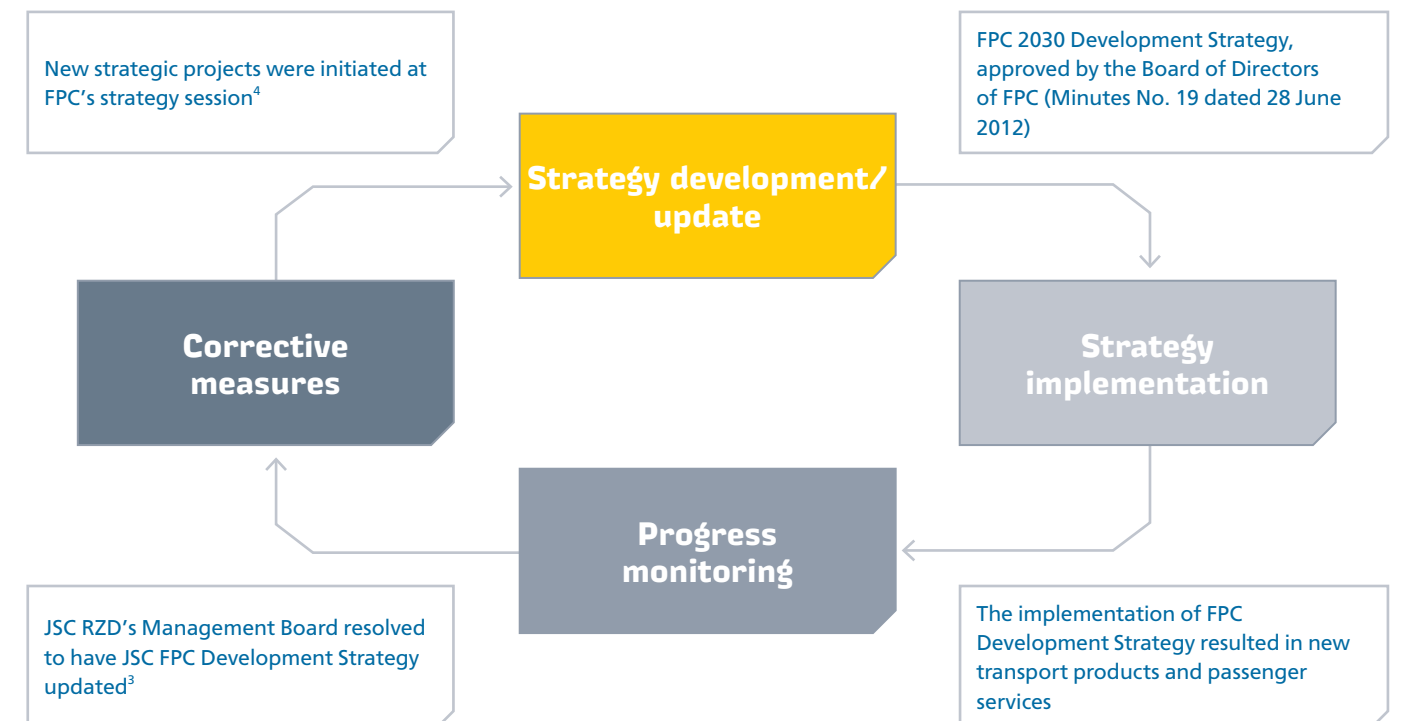 New strategic projects were initiated at
FPC's strategy session⁴
FPC 2030 Development Strategy,
approved by the Board of Directors
of FPC (Minutes No. 19 dated 28 June
2012)
Strategy development/
update
Corrective
measures
Strategy
implementation
Progress
monitoring
JSC RZD's Management Board resolved
to have JSC FPC Development Strategy
updated³
The implementation of FPC
Development Strategy resulted in new
transport products and passenger
services